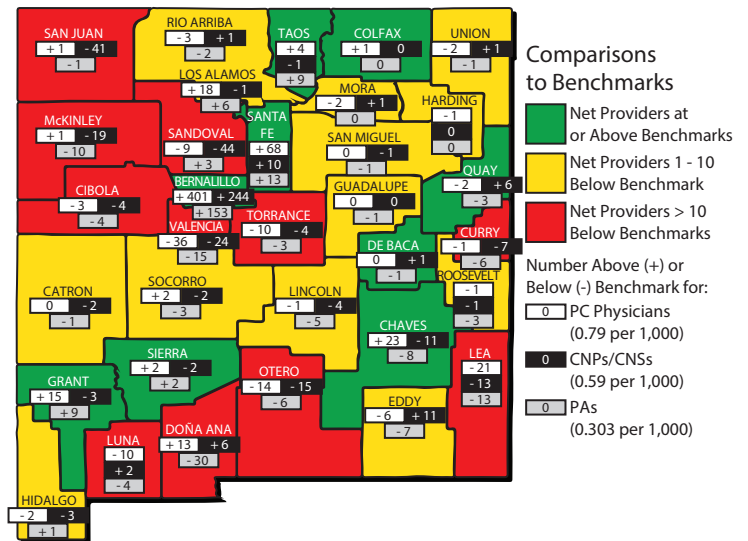 SAN JUAN
+ 1 - 41
- 1
RIO ARRIBA
- 3 + 1
- 2
TAOS
+ 4
- 1
+ 9
COLFAX
+ 1 0
0
UNION
- 2 + 1
- 1
LOS ALAMOS
+ 18 - 1
+ 6
MORA
- 2 + 1
0
HARDING
- 1
0
0
McKINLEY
+ 1 - 19
- 10
SANDOVAL
- 9 - 44
+ 3
SANTA
FE
+ 68
+ 10
+ 13
SAN MIGUEL
0 - 1
- 1
QUAY
- 2 + 6
- 3
CIBOLA
- 3 - 4
- 4
BERNALILLO
+ 401 + 244
+ 153
GUADALUPE
0 0
- 1
VALENCIA
- 36 - 24
- 15
TORRANCE
- 10 - 4
- 3
DE BACA
0 + 1
- 1
CURRY
- 1 - 7
- 6
ROOSEVELT
- 1
- 1
- 3
CATRON
0 - 2
- 1
SOCORRO
+ 2 - 2
- 3
LINCOLN
- 1 - 4
- 5
CHAVES
+ 23 - 11
- 8
SIERRA
+ 2 - 2
+ 2
GRANT
+ 15 - 3
+ 9
OTERO
- 14 - 15
- 6
LEA
- 21
- 13
- 13
EDDY
- 6 + 11
- 7
LUNA
- 10
+ 2
- 4
DOÑA ANA
+ 13 + 6
- 30
HIDALGO
- 2 - 3
+ 1
Comparisons
to Benchmarks
Net Providers at
or Above Benchmarks
Net Providers 1 - 10
Below Benchmark
Net Providers > 10
Below Benchmarks
Number Above (+) or
Below (-) Benchmark for:
0 PC Physicians
(0.79 per 1,000)
0 CNPs/CNSs
(0.59 per 1,000)
0 PAs
(0.303 per 1,000)